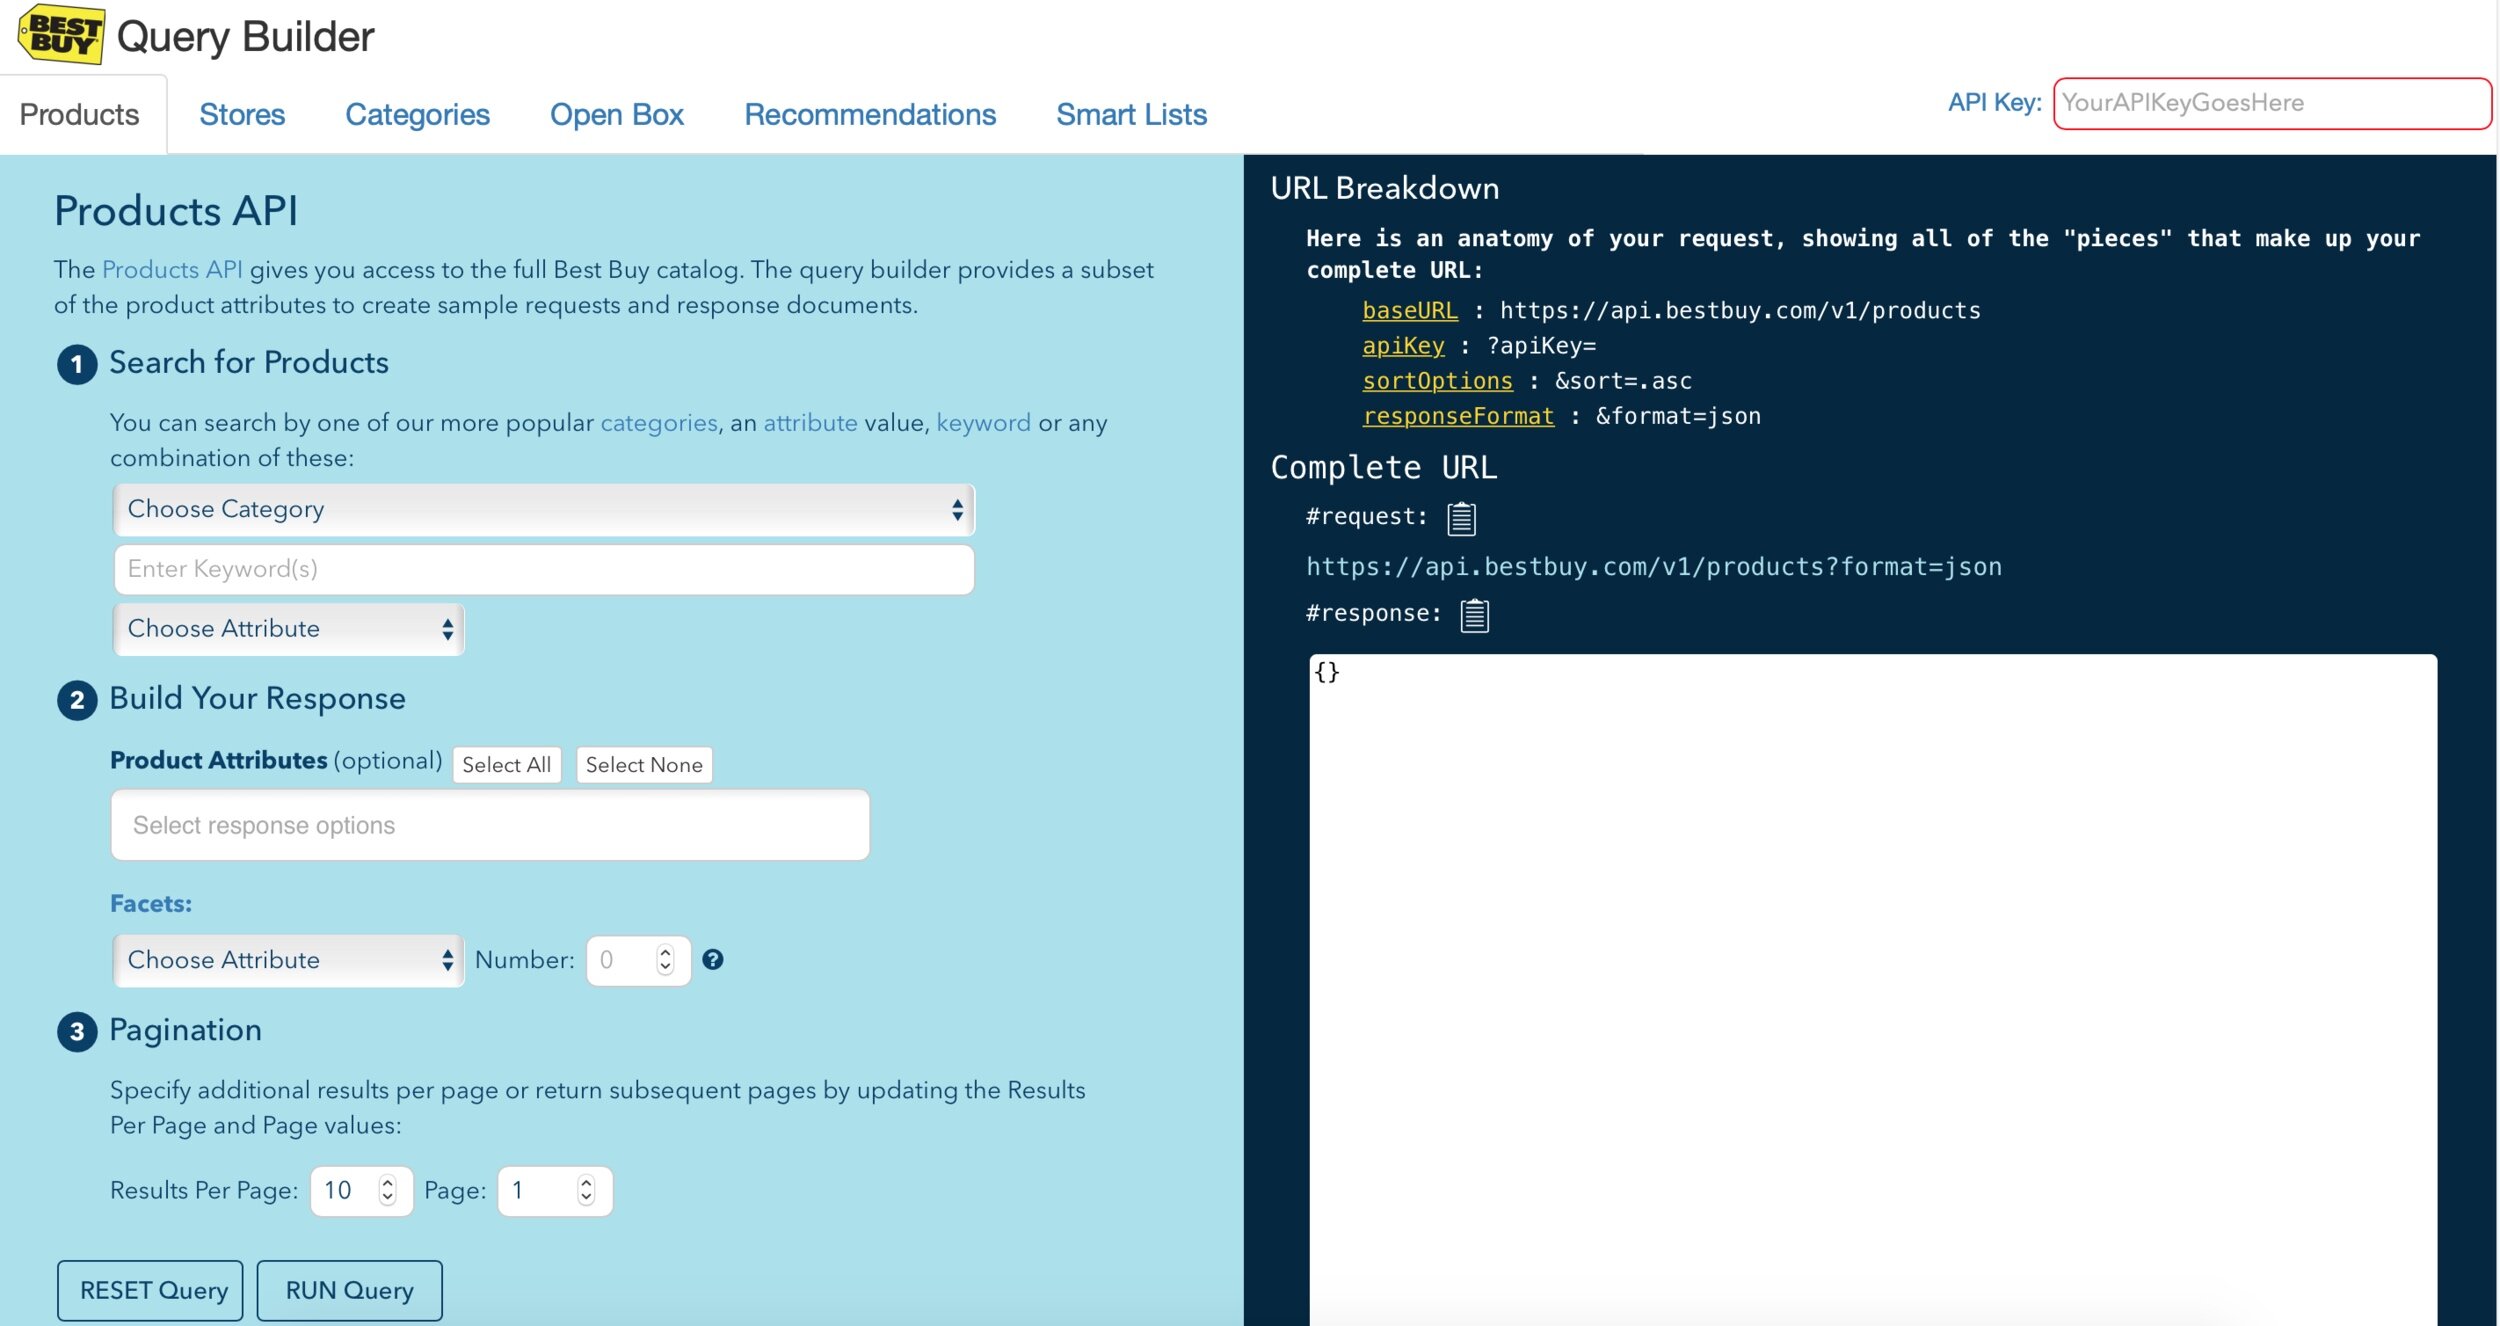 BEST
BUY
Query Builder
Products
Stores
Categories
Open Box
Recommendations
Smart Lists
API Key:
YourAPIKeyGoesHere
Products API
The Products API gives you access to the full Best Buy catalog. The query builder provides a subset
of the product attributes to create sample requests and response documents.
1 Search for Products
You can search by one of our more popular categories, an attribute value, keyword or any
combination of these:
Choose Category
Enter Keyword(s)
Choose Attribute
2 Build Your Response
Product Attributes (optional) Select All Select None
Select response options
Facets:
Choose Attribute Number: 0 ?
3 Pagination
Specify additional results per page or return subsequent pages by updating the Results
Per Page and Page values:
Results Per Page: 10 Page: 1
RESET Query RUN Query
URL Breakdown
Here is an anatomy of your request, showing all of the "pieces" that make up your
complete URL:
baseURL : https://api.bestbuy.com/v1/products
apiKey : ?apiKey=
sortOptions : &sort=.asc
responseFormat : &format=json
Complete URL
#request:
https://api.bestbuy.com/v1/products?format=json
#response:
{}